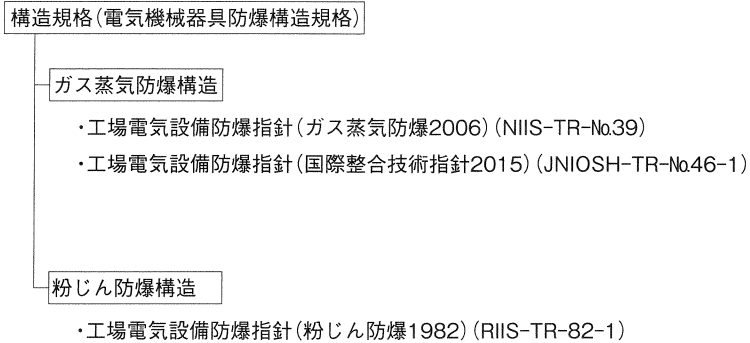 構造規格(電気機械器具防爆構造規格)
ガス蒸気防爆構造
・工場電気設備防爆指針(ガス蒸気防爆2006)(NIIS-TR-№39)
・工場電気設備防爆指針(国際整合技術指針2015)(JNIOSH-TR-№46-1)
粉じん防爆構造
・工場電気設備防爆指針(粉じん防爆1982)(RIIS-TR-82-1)